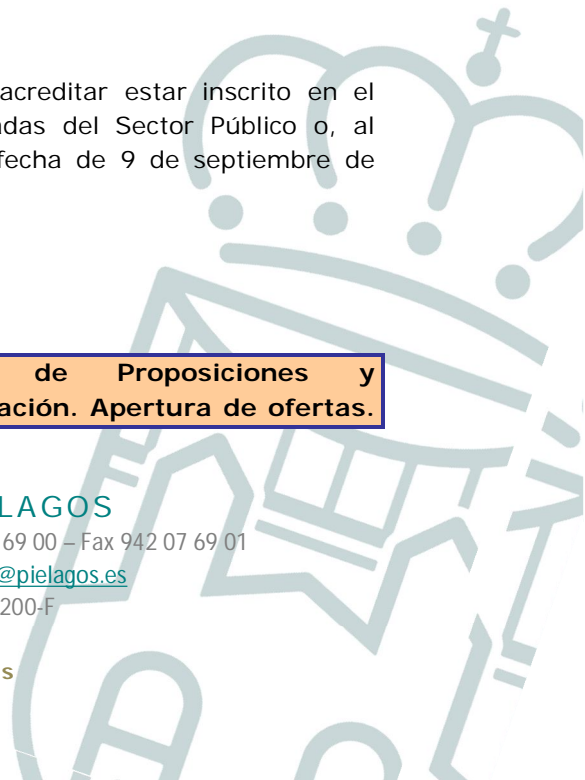 acreditar estar inscrito en el
adas del Sector Público o, al
fecha de 9 de septiembre de
de Proposiciones y
ación. Apertura de ofertas.
LAGOS
69 00 – Fax 942 07 69 01
@pielagos.es
200-F
s